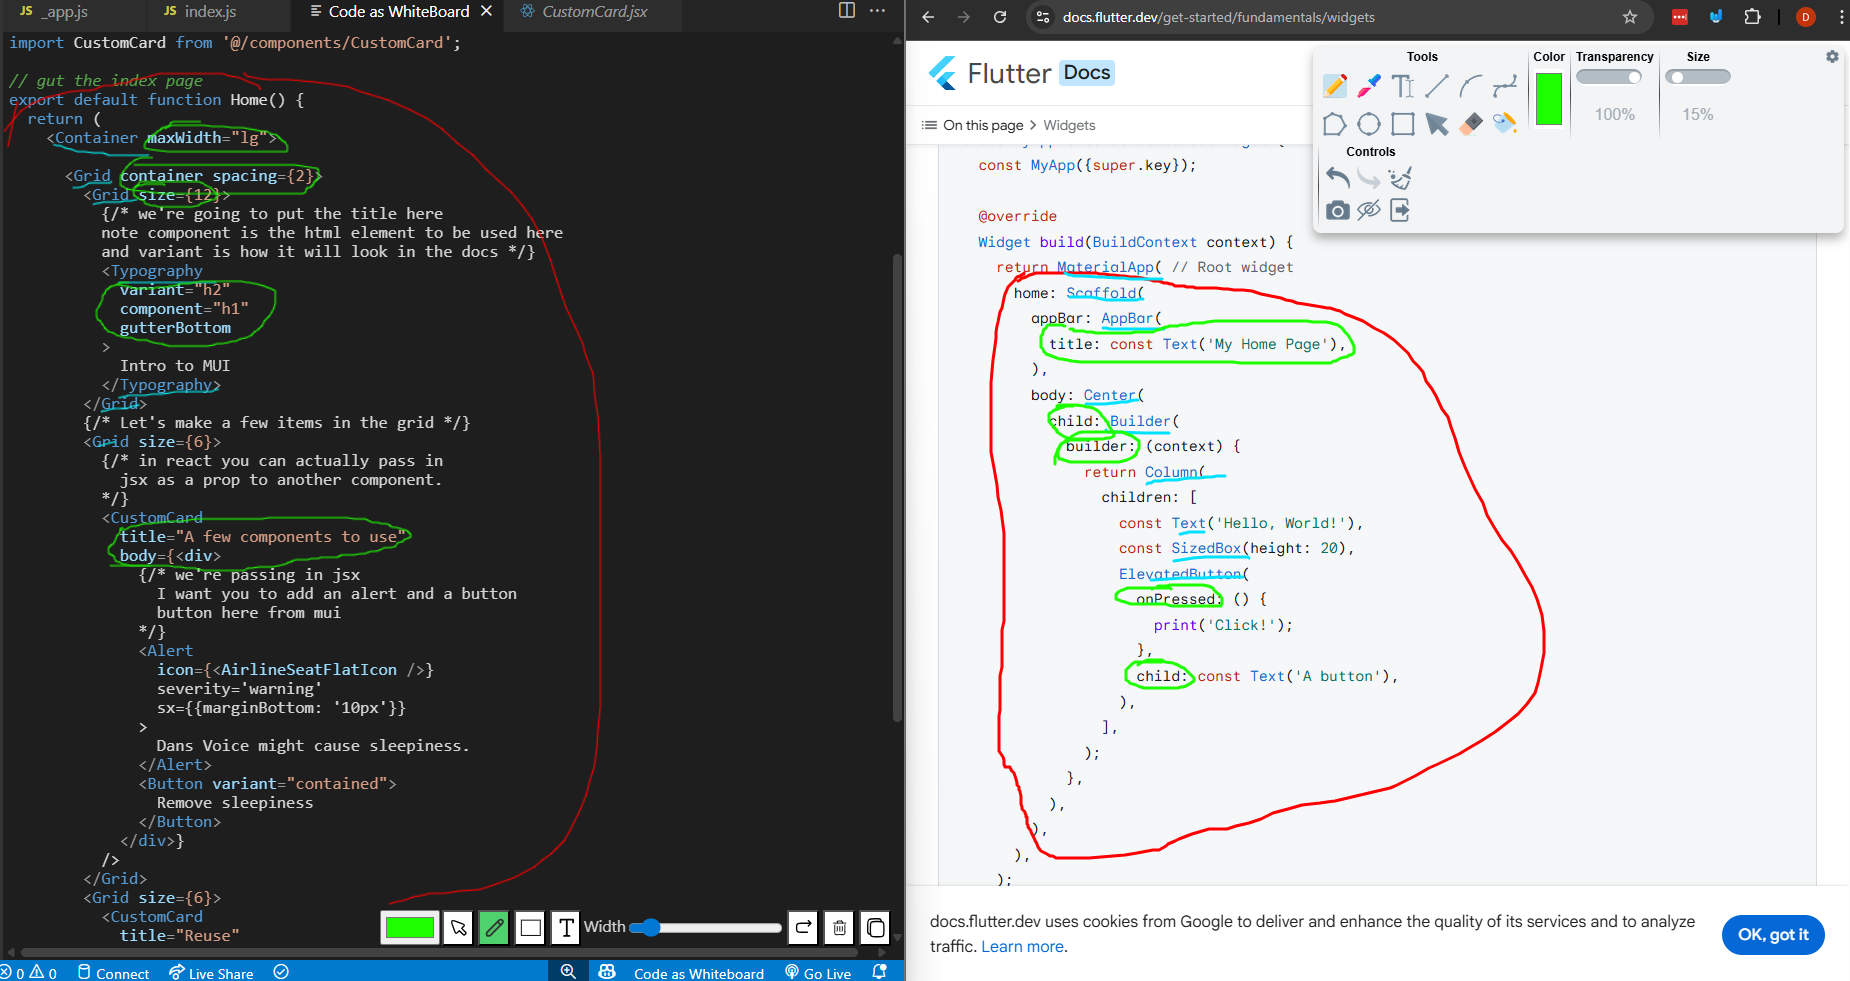 JS _app.js
JS index.js
Code as WhiteBoard
CustomCard.jsx
import CustomCard from '@/components/CustomCard';
// gut the index page
export default function Home() {
return (
<Container maxWidth="lg">
<Grid container spacing={2}>
<Grid size={12}>
{/* we're going to put the title here
note component is the html element to be used here
and variant is how it will look in the docs */}
<Typography
variant="h2"
component="h1"
gutterBottom
>
Intro to MUI
</Typography>
</Grid>
{/* Let's make a few items in the grid */}
<Grid size={6}>
{/* in react you can actually pass in
jsx as a prop to another component.
*/}
<CustomCard
title="A few components to use"
body={<div>
{/* we're passing in jsx
I want you to add an alert and a button
button here from mui
*/}
<Alert
icon={<AirlineSeatFlatIcon />}
severity='warning'
sx={{marginBottom: '10px'}}
>
Dans Voice might cause sleepiness.
</Alert>
<Button variant="contained">
Remove sleepiness
</Button>
</div>}
/>
</Grid>
<Grid size={6}>
<CustomCard
title="Reuse"
T Width
0 0 Connect Live Share Code as Whiteboard Go Live
docs.flutter.dev/get-started/fundamentals/widgets
D
Flutter Docs
On this page > Widgets
Tools Color Transparency Size
100% 15%
Controls
const MyApp({super.key});
@override
Widget build(BuildContext context) {
return MaterialApp( // Root widget
home: Scaffold(
appBar: AppBar(
title: const Text('My Home Page'),
),
body: Center(
child: Builder(
builder: (context) {
return Column(
children: [
const Text('Hello, World!'),
const SizedBox(height: 20),
ElevatedButton(
onPressed: () {
print('Click!');
},
child: const Text('A button'),
),
],
);
},
),
),
),
);
docs.flutter.dev uses cookies from Google to deliver and enhance the quality of its services and to analyze
traffic. Learn more.
OK, got it